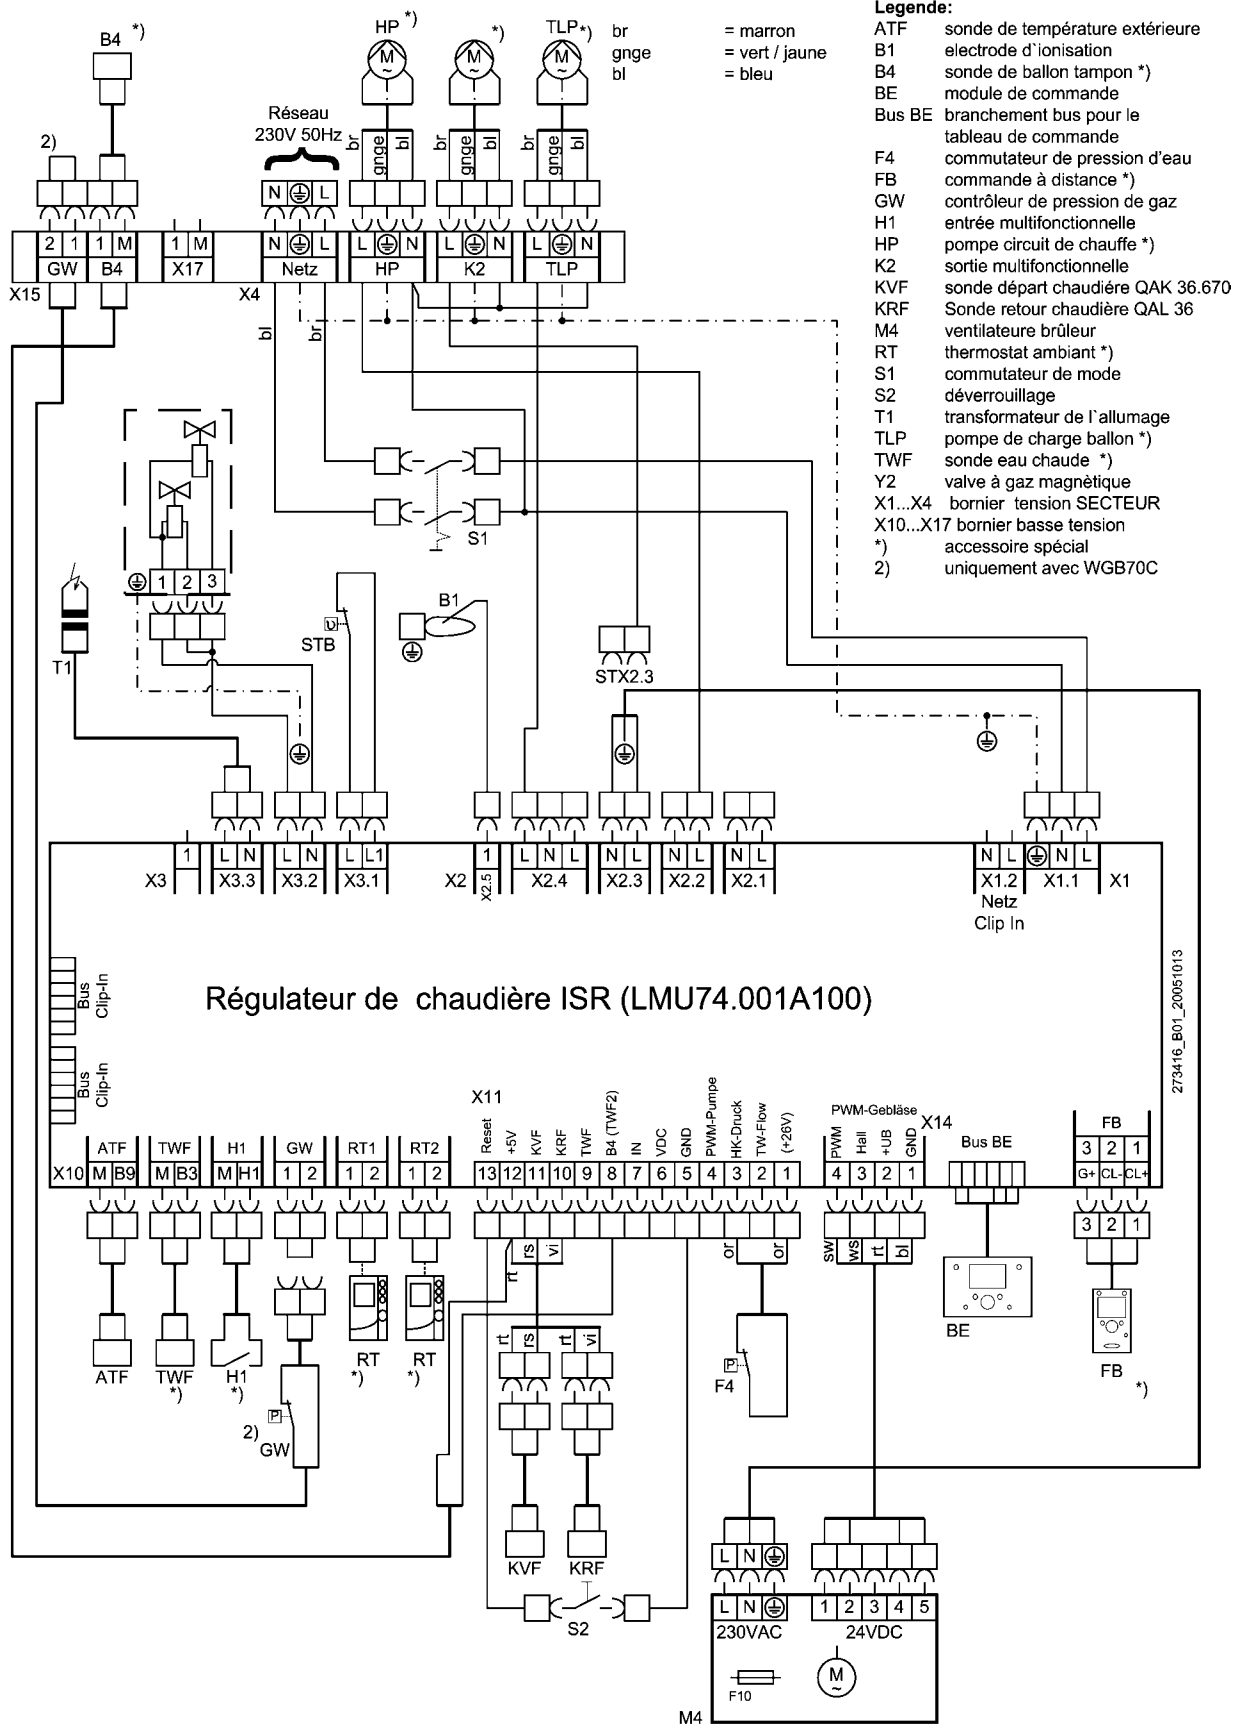 Legende:
ATF sonde de température extérieure
B1 electrode d`ionisation
B4 sonde de ballon tampon *)
BE module de commande
Bus BE branchement bus pour le
tableau de commande
F4 commutateur de pression d'eau
FB commande à distance *)
GW contrôleur de pression de gaz
H1 entrée multifonctionnelle
HP pompe circuit de chauffe *)
K2 sortie multifonctionnelle
KVF sonde départ chaudiére QAK 36.670
KRF Sonde retour chaudière QAL 36
M4 ventilateure brûleur
RT thermostat ambiant *)
S1 commutateur de mode
S2 déverrouillage
T1 transformateur de l`allumage
TLP pompe de charge ballon *)
TWF sonde eau chaude *)
Y2 valve à gaz magnètique
X1...X4 bornier tension SECTEUR
X10...X17 bornier basse tension
*) accessoire spécial
2) uniquement avec WGB70C
br = marron
gnge = vert / jaune
bl = bleu
B4 *)
HP *)
*)
TLP *)
M ~ M ~ M ~
Réseau
230V 50Hz
2)
br gnge bl br gnge bl br gnge bl
N L
2 1 1 M 1 M N L L N L N L N
GW B4 X17 Netz HP K2 TLP
X15 X4
bl br
S1
1 2 3
T1
STB
B1
STX2.3
1 L N L N L L1 1 L N L N L N L N L N L N L
X3 X3.3 X3.2 X3.1 X2 X2.5 X2.4 X2.3 X2.2 X2.1 X1.2 X1.1 X1
Netz
Clip In
Bus
Clip-In
Bus
Clip-In
Régulateur de chaudière ISR (LMU74.001A100)
273416_B01_20051013
X11
Reset +5V KVF KRF TWF B4 (TWF2) IN VDC GND PWM-Pumpe HK-Druck TW-Flow (+26V)
13 12 11 10 9 8 7 6 5 4 3 2 1
PWM-Gebläse X14
PWM Hall +UB GND
4 3 2 1
Bus BE
FB
3 2 1
G+ CL- CL+
ATF TWF H1 GW RT1 RT2
X10 M B9 M B3 M H1 1 2 1 2 1 2
rt rs vi
or or
sw ws rt bl
3 2 1
rt rs rt vi
BE
FB
*)
ATF TWF H1
*) *)
RT RT
*) *)
P
2)
GW
P
F4
KVF KRF
S2
L N
L N 1 2 3 4 5
230VAC 24VDC
F10
M
~
M4